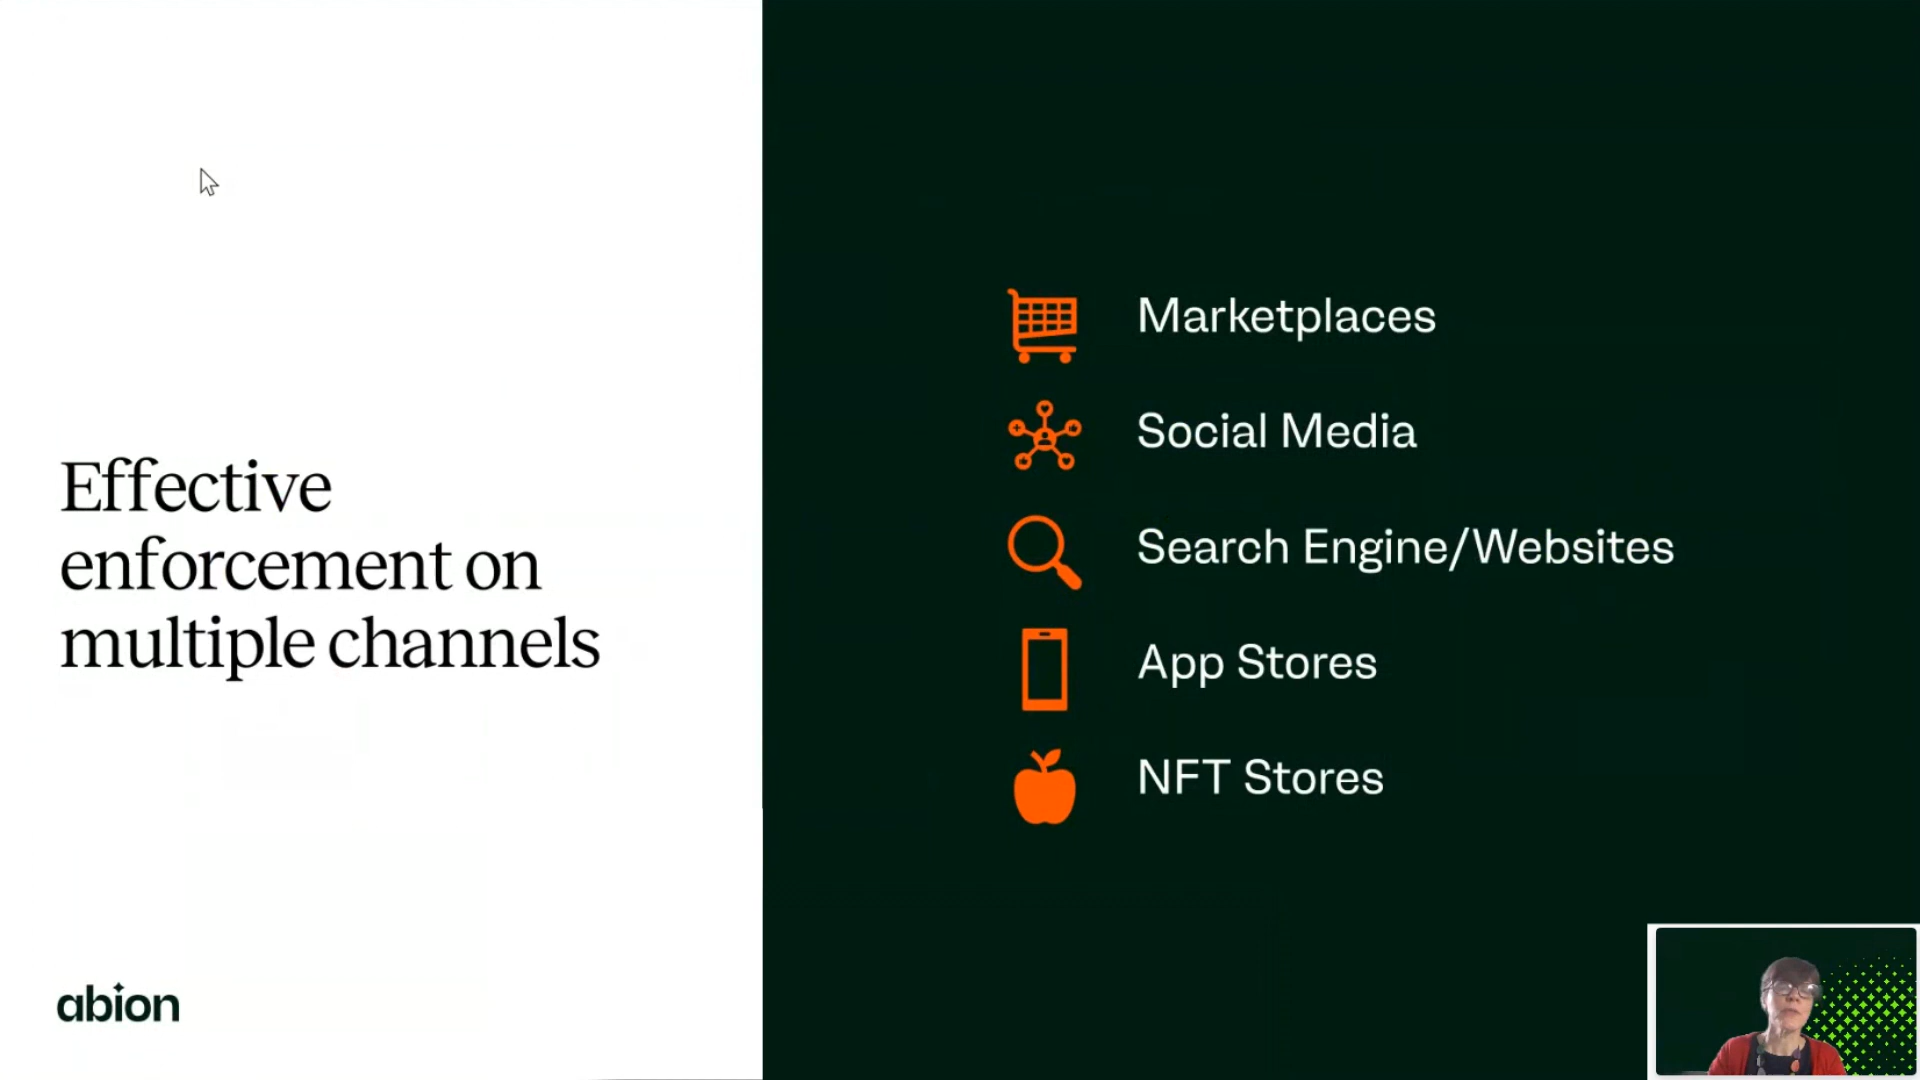 Effective
enforcement on
multiple channels
abion
Marketplaces
Social Media
Search Engine/Websites
App Stores
NFT Stores